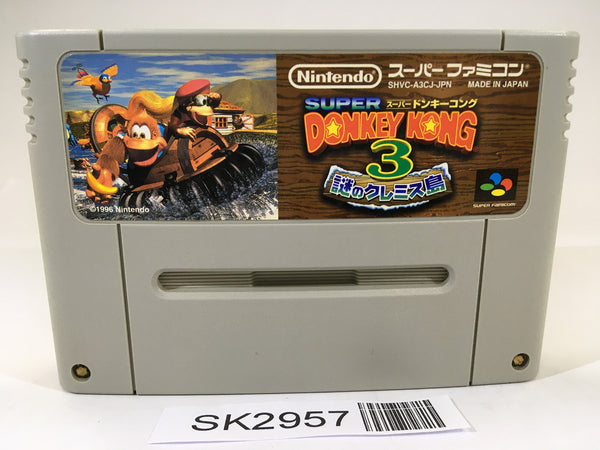 Nintendo スーパーファミコン
SHVC-A3CJ-JPN MADE IN JAPAN
SUPER スーパードンキーコング
DONKEY KONG
3
謎のクレミス島
SUPER FAMICOM
©1996 Nintendo
SK2957